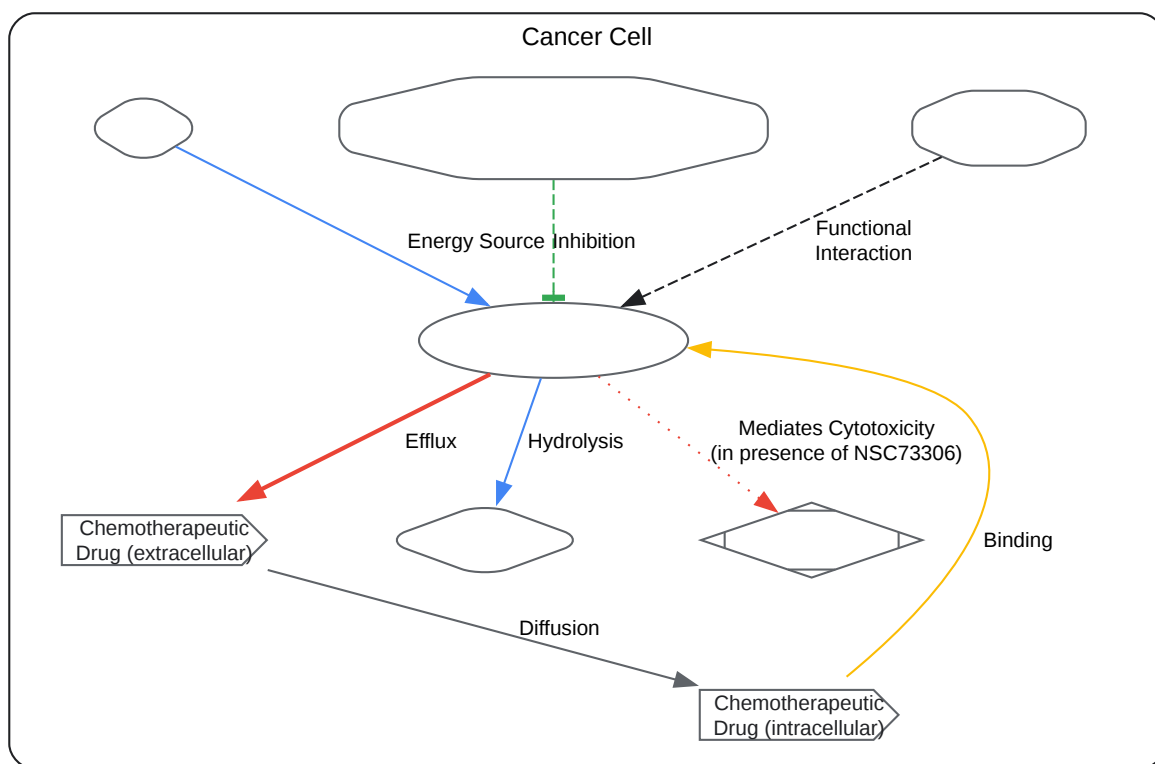 Cancer Cell
Energy Source
Inhibition
Functional
Interaction
Efflux
Hydrolysis
Mediates Cytotoxicity
(in presence of NSC73306)
Chemotherapeutic
Drug (extracellular)
Binding
Diffusion
Chemotherapeutic
Drug (intracellular)